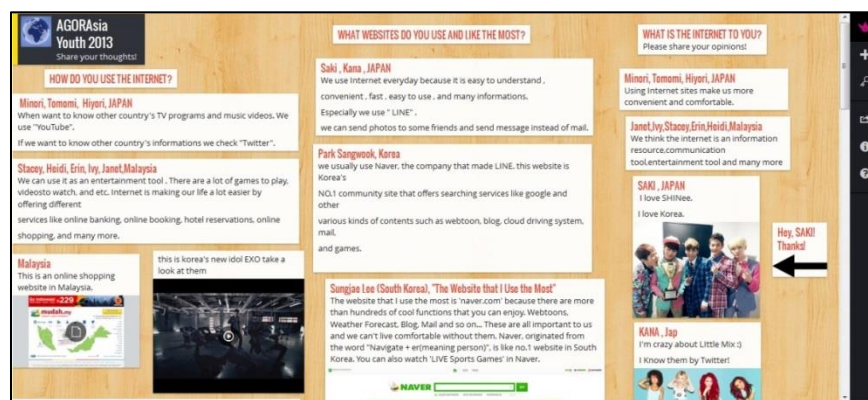 AGORAsia
Youth 2013
Share your thoughts!
HOW DO YOU USE THE INTERNET?
Minori, Tomomi, Hiyori, JAPAN
When want to know other country's TV programs and music videos. We
use "YouTube".
If we want to know other country's informations we check "Twitter".
Stacey, Heidi, Erin, Ivy, Janet,Malaysia
We can use it as an entertainment tool . There are a lot of games to play,
videosto watch, and etc. Internet is making our life a lot easier by
offering different
services like online banking, online booking, hotel reservations, online
shopping, and many more.
Malaysia
This is an online shopping
website in Malaysia.
229
mudah.my
this is korea's new idol EXO take a
look at them
WHAT WEBSITES DO YOU USE AND LIKE THE MOST?
Saki , Kana , JAPAN
We use Internet everyday because it is easy to understand ,
convenient , fast , easy to use , and many informations.
Especially we use " LINE" .
we can send photos to some friends and send message instead of mail.
Park Sangwook, Korea
we usually use Naver, the company that made LINE. this website is
Korea's
NO.1 community site that offers searching services like google and
other
various kinds of contents such as webtoon, blog, cloud driving system,
mail,
and games.
Sungjae Lee (South Korea), "The Website that I Use the Most"
The website that I use the most is 'naver.com' because there are more
than hundreds of cool functions that you can enjoy. Webtoons,
Weather Forecast, Blog, Mail and so on... These are all important to us
and we can't live comfortable without them. Naver, originated from
the word "Navigate + er(meaning person)", is like no.1 website in South
Korea. You can also watch 'LIVE Sports Games' in Naver.
NAVER
WHAT IS THE INTERNET TO YOU?
Please share your opinions!
Minori, Tomomi, Hiyori, JAPAN
Using Internet sites make us more
convenient and comfortable.
Janet,Ivy,Stacey,Erin,Heidi,Malaysia
We think the internet is an information
resource,communication
tool,entertainment tool and many more
SAKI , JAPAN
I love SHINee.
I love Korea.
Hey, SAKI!
Thanks!
KANA , Jap
I'm crazy about Little Mix :)
I Know them by Twitter!